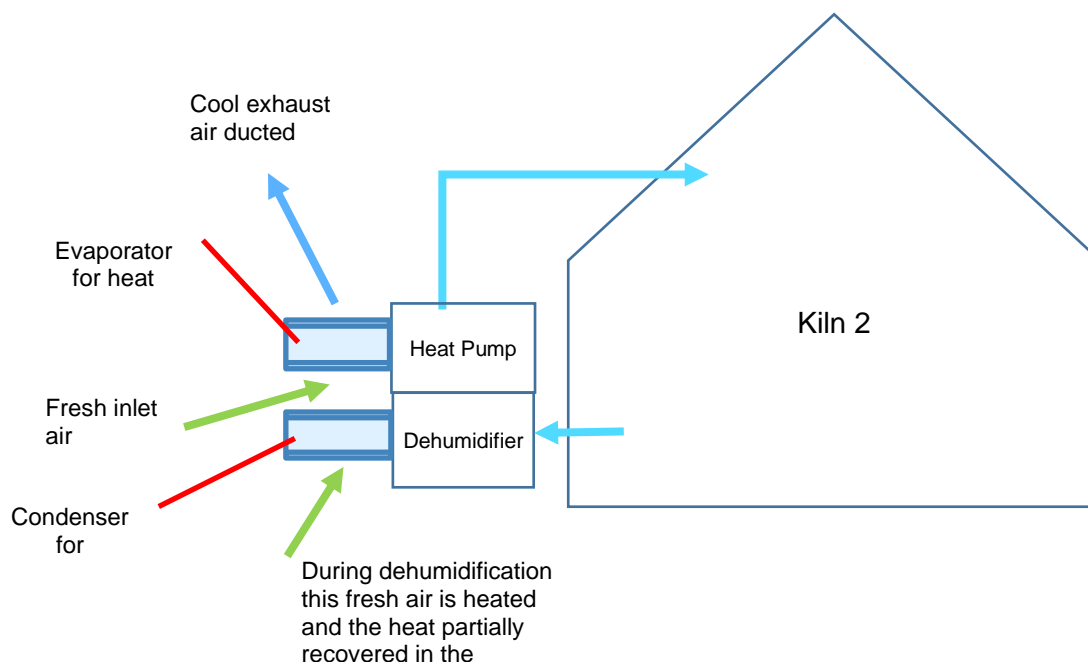 Cool exhaust
air ducted
Evaporator
for heat
Heat Pump
Kiln 2
Fresh inlet
air
Dehumidifier
Condenser
for
During dehumidification
this fresh air is heated
and the heat partially
recovered in the